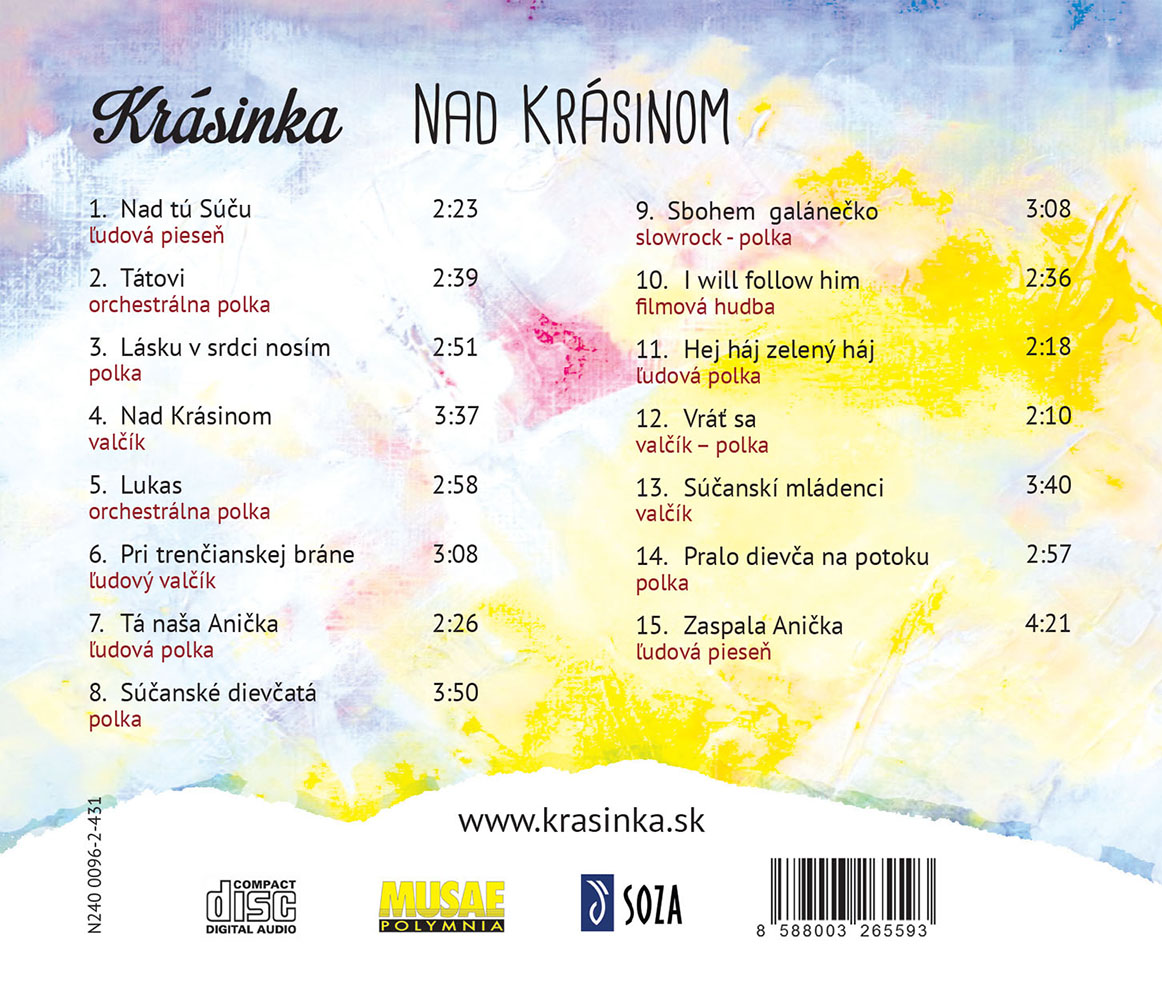 Krásinka NAD KRÁSINOM
1. Nad tú Súču 2:23
ľudová pieseň
2. Tátovi 2:39
orchestrálna polka
3. Lásku v srdci nosím 2:51
polka
4. Nad Krásinom 3:37
valčík
5. Lukas 2:58
orchestrálna polka
6. Pri trenčianskej bráne 3:08
ľudový valčík
7. Tá naša Anička 2:26
ľudová polka
8. Súčanské dievčatá 3:50
polka
9. Sbohem galánečko 3:08
slowrock - polka
10. I will follow him 2:36
filmová hudba
11. Hej háj zelený háj 2:18
ľudová polka
12. Vráť sa 2:10
valčík – polka
13. Súčanskí mládenci 3:40
valčík
14. Pralo dievča na potoku 2:57
polka
15. Zaspala Anička 4:21
ľudová pieseň
www.krasinka.sk
N240 0096-2-431
COMPACT
disc
DIGITAL AUDIO
MUSAE
POLYMNIA
SOZA
8 588003 265593